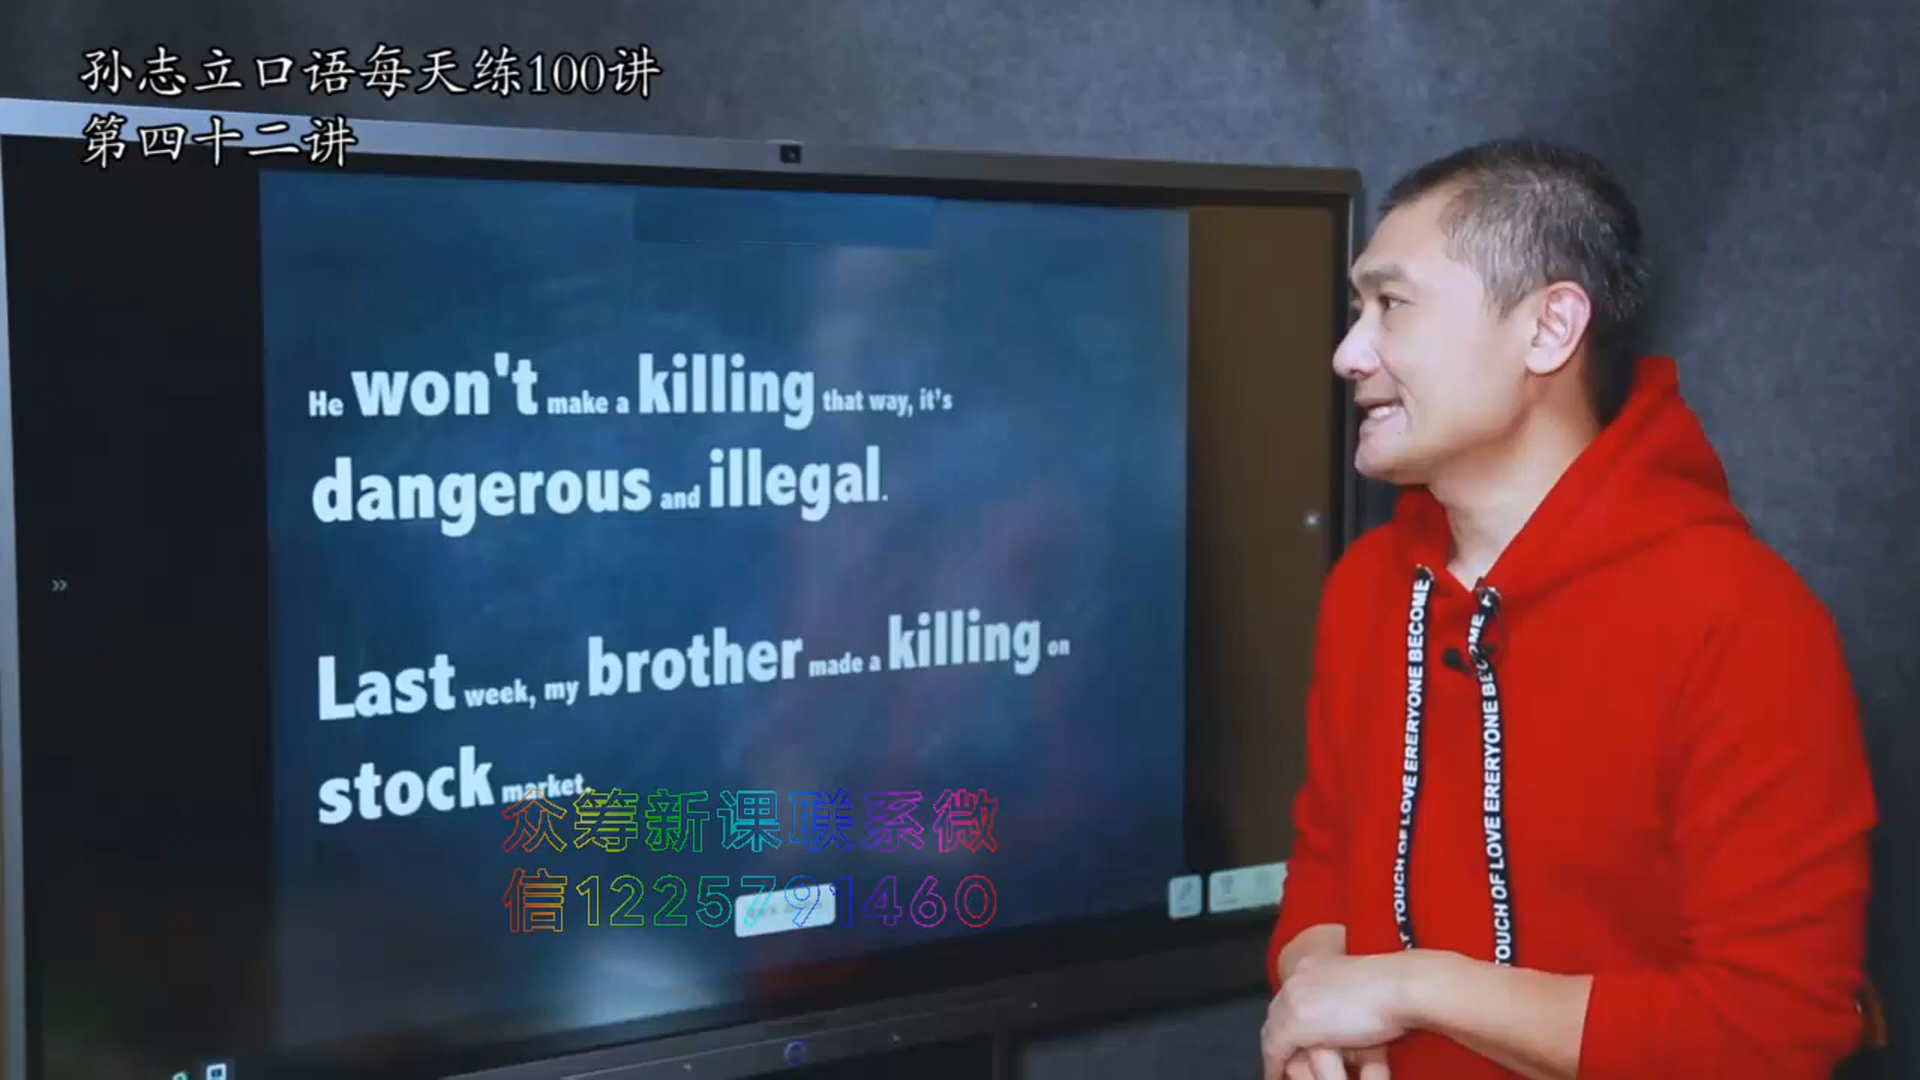 孙志立口语每天练100讲
第四十二讲
He won't make a killing that way, it's
dangerous and illegal.
Last week, my brother made a killing on
stock market.
众筹新课联系微
信1225791460
TOUCH OF LOVE ERERYONE BECOME
TOUCH OF LOVE ERERYONE BECOME